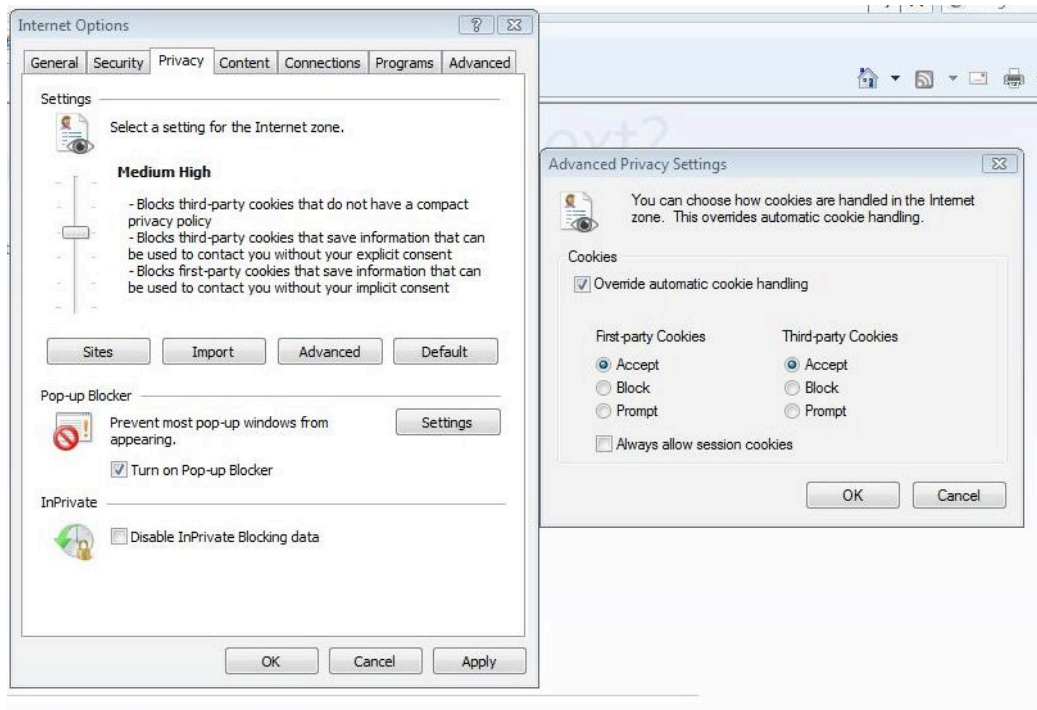 Internet Options
General Security Privacy Content Connections Programs Advanced
Settings
Select a setting for the Internet zone.
Medium High
- Blocks third-party cookies that do not have a compact
privacy policy
- Blocks third-party cookies that save information that can
be used to contact you without your explicit consent
- Blocks first-party cookies that save information that can
be used to contact you without your implicit consent
Sites Import Advanced Default
Pop-up Blocker
Prevent most pop-up windows from
appearing.
Settings
Turn on Pop-up Blocker
InPrivate
Disable InPrivate Blocking data
OK Cancel Apply
Advanced Privacy Settings
You can choose how cookies are handled in the Internet
zone. This overrides automatic cookie handling.
Cookies
Override automatic cookie handling
First-party Cookies Third-party Cookies
Accept Accept
Block Block
Prompt Prompt
Always allow session cookies
OK Cancel